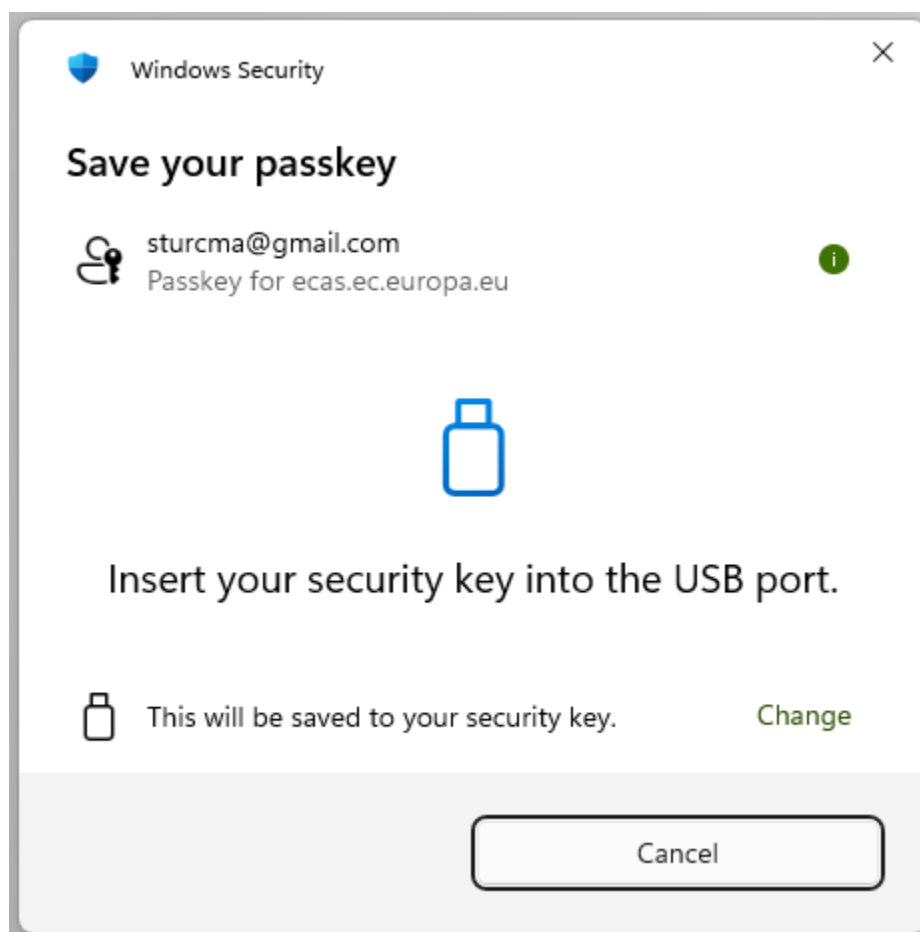 Windows Security
Save your passkey
sturcma@gmail.com
Passkey for ecas.ec.europa.eu
Insert your security key into the USB port.
This will be saved to your security key.
Change
Cancel